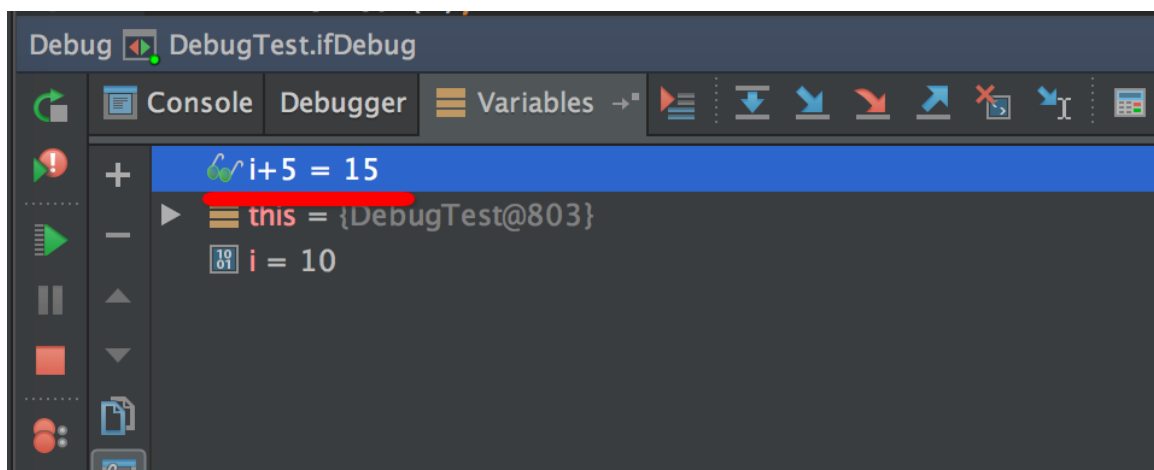 Debug DebugTest.ifDebug
Console Debugger Variables
i+5 = 15
this = {DebugTest@803}
i = 10